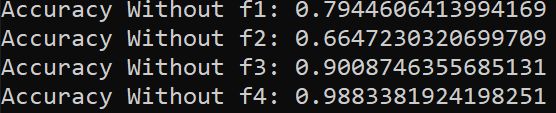 Accuracy Without f1: 0.7944606413994169
Accuracy Without f2: 0.6647230320699709
Accuracy Without f3: 0.9008746355685131
Accuracy Without f4: 0.9883381924198251